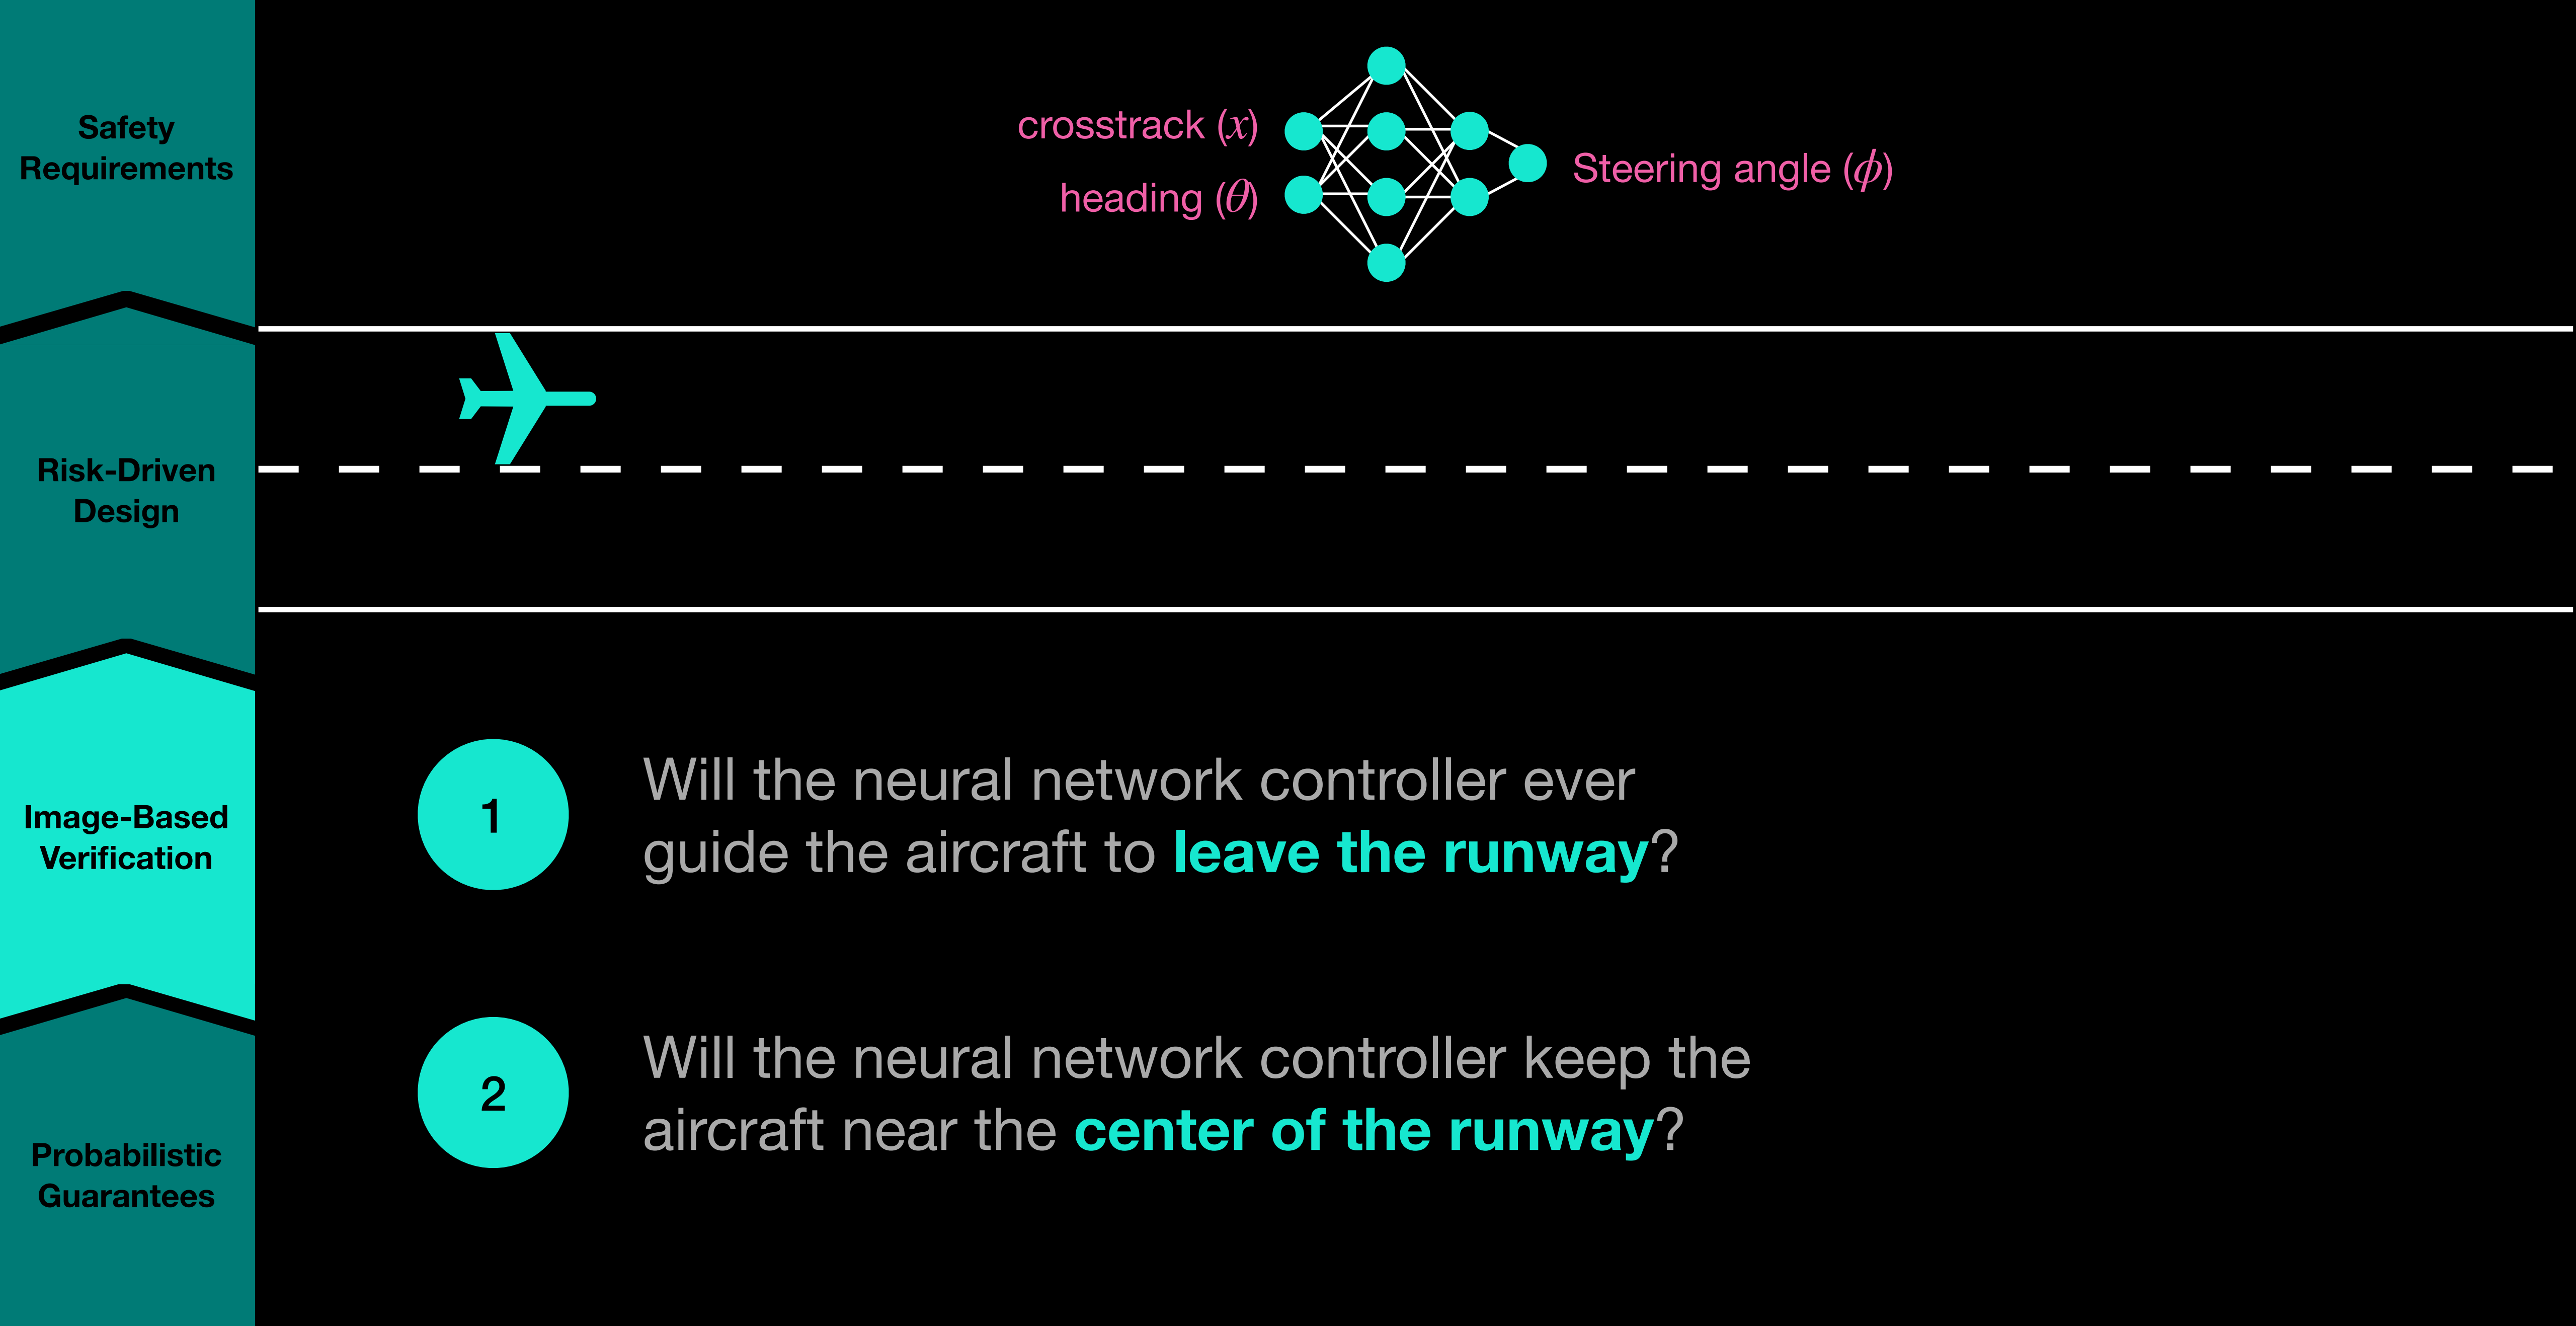 Safety
Requirements
Risk-Driven
Design
Image-Based
Verification
Probabilistic
Guarantees
crosstrack (x)
heading (θ)
Steering angle (ϕ)
1
Will the neural network controller ever
guide the aircraft to leave the runway?
2
Will the neural network controller keep the
aircraft near the center of the runway?